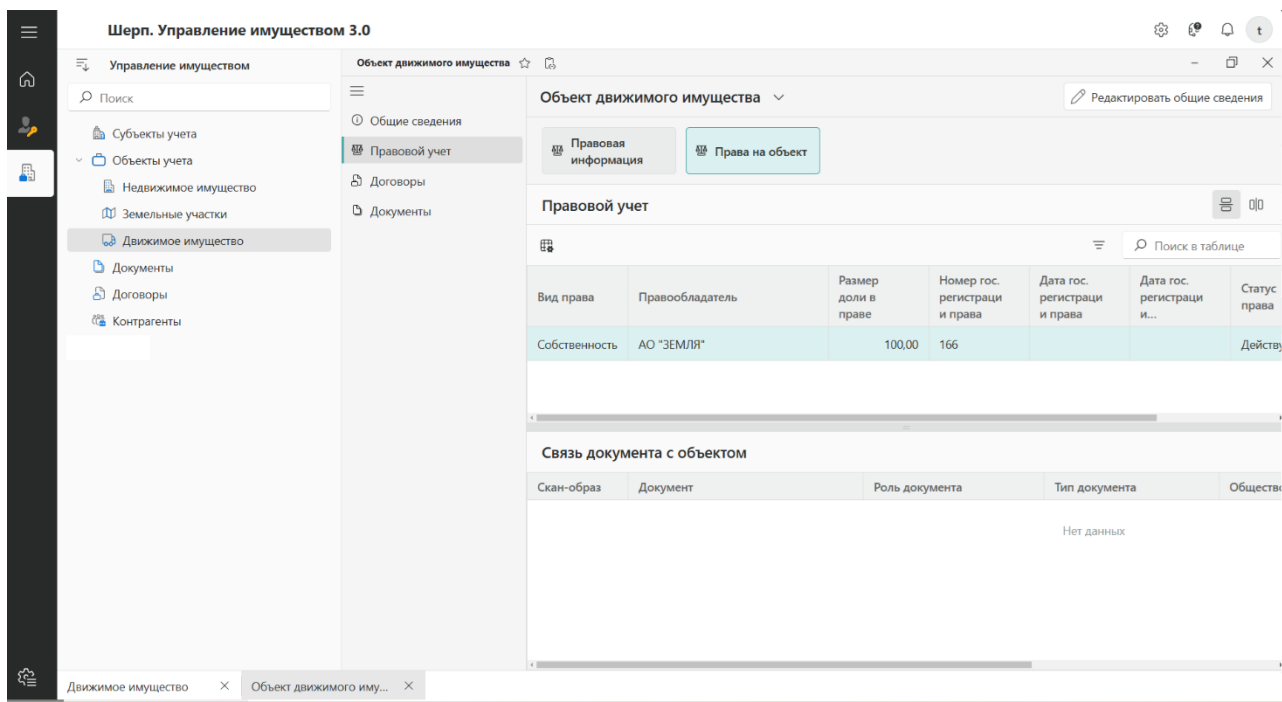 Шерп. Управление имуществом 3.0
t
Управление имуществом
Поиск
Субъекты учета
Объекты учета
Недвижимое имущество
Земельные участки
Движимое имущество
Документы
Договоры
Контрагенты
Объект движимого имущества
Общие сведения
Правовой учет
Договоры
Документы
Объект движимого имущества
Редактировать общие сведения
Правовая
информация
Права на объект
Правовой учет
Поиск в таблице
Вид права
Правообладатель
Размер
доли в
праве
Номер гос.
регистраци
и права
Дата гос.
регистраци
и права
Дата гос.
регистраци
и...
Статус
права
Собственность
АО "ЗЕМЛЯ"
100,00
166
Действу
Связь документа с объектом
Скан-образ
Документ
Роль документа
Тип документа
Общество
Нет данных
Движимое имущество
Объект движимого иму...